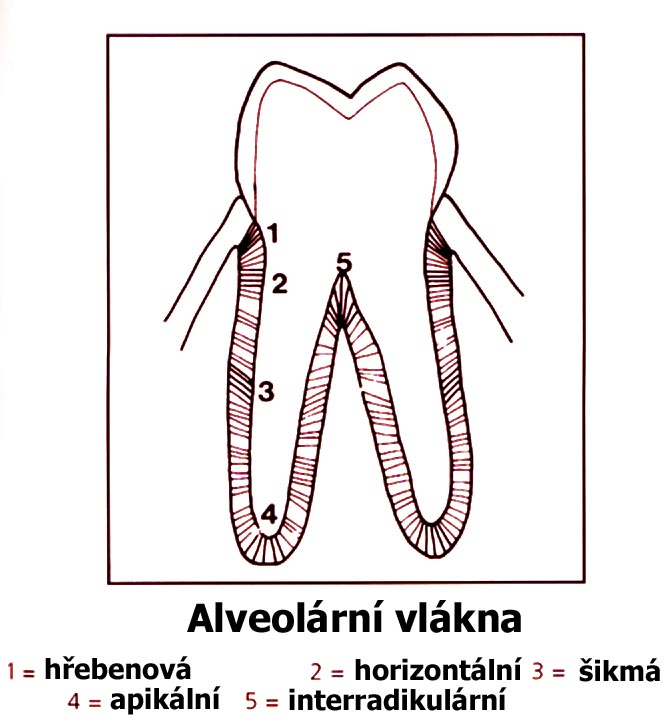 1
2
5
3
4
Alveolární vlákna
1 = hřebenová 2 = horizontální 3 = šikmá
4 = apikální 5 = interradikulární